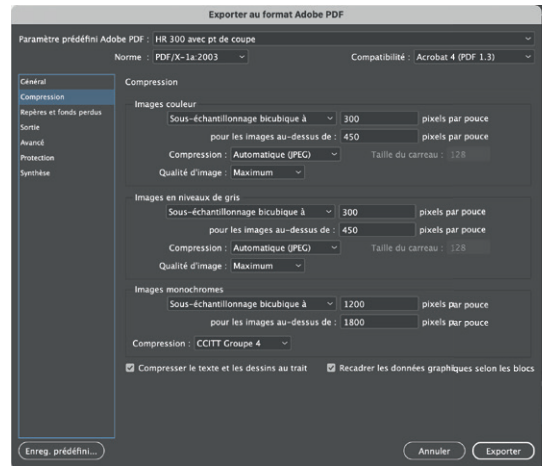 Exporter au format Adobe PDF
Paramètre prédéfini Adobe PDF : HR 300 avec pt de coupe
Norme : PDF/X-1a:2003 Compatibilité : Acrobat 4 (PDF 1.3)
Général
Compression
Repères et fonds perdus
Sortie
Avancé
Protection
Synthèse
Compression
Images couleur
Sous-échantillonnage bicubique à 300 pixels par pouce
pour les images au-dessus de : 450 pixels par pouce
Compression : Automatique (JPEG) Taille du carreau : 128
Qualité d'image : Maximum
Images en niveaux de gris
Sous-échantillonnage bicubique à 300 pixels par pouce
pour les images au-dessus de : 450 pixels par pouce
Compression : Automatique (JPEG) Taille du carreau : 128
Qualité d'image : Maximum
Images monochromes
Sous-échantillonnage bicubique à 1200 pixels par pouce
pour les images au-dessus de : 1800 pixels par pouce
Compression : CCITT Groupe 4
Compresser le texte et les dessins au trait Recadrer les données graphiques selon les blocs
Enreg. prédéfini... Annuler Exporter